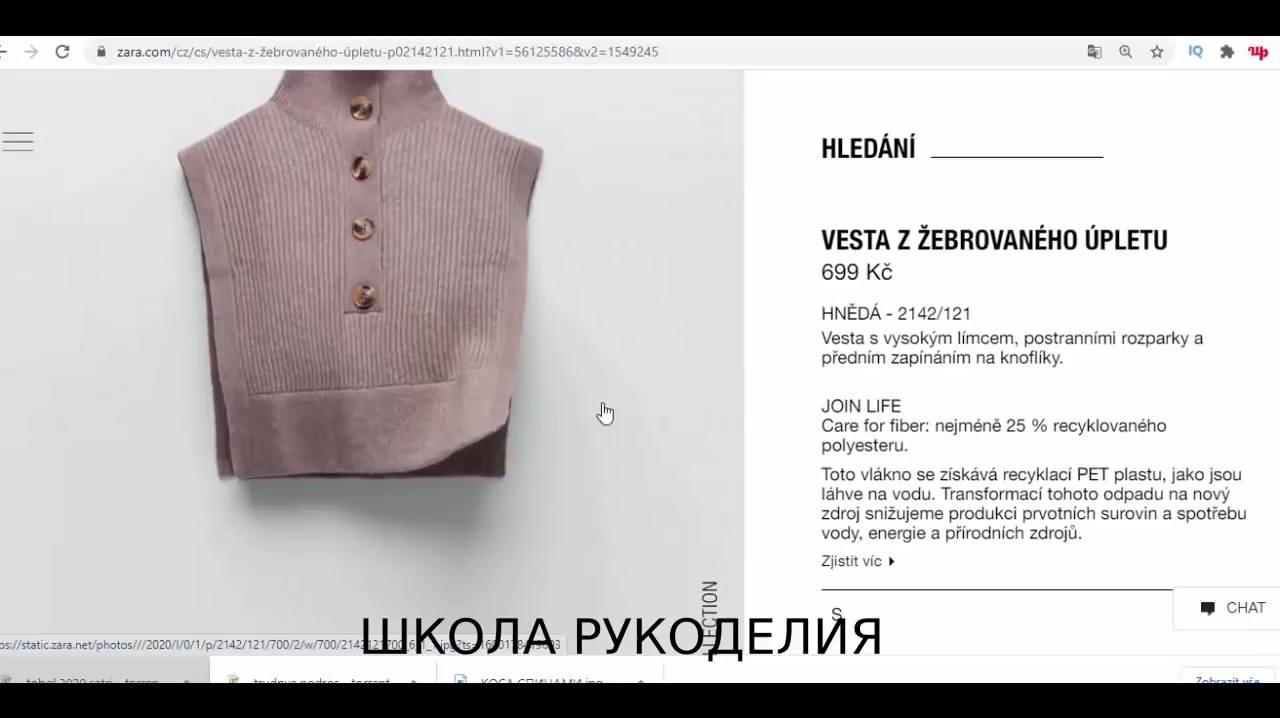 zara.com/cz/cs/vesta-z-žebrovaného-úpletu-p02142121.html?v1=56125586&v2=1549245
IQ
HLEDÁNÍ
VESTA Z ŽEBROVANÉHO ÚPLETU
699 Kč
HNĚDÁ - 2142/121
Vesta s vysokým límcem, postranními rozparky a
předním zapínáním na knoflíky.
JOIN LIFE
Care for fiber: nejméně 25 % recyklovaného
polyesteru.
Toto vlákno se získává recyklací PET plastu, jako jsou
láhve na vodu. Transformací tohoto odpadu na nový
zdroj snižujeme produkci prvotních surovin a spotřebu
vody, energie a přírodních zdrojů.
Zjistit víc
S
CHAT
ШКОЛА РУКОДЕЛИЯ